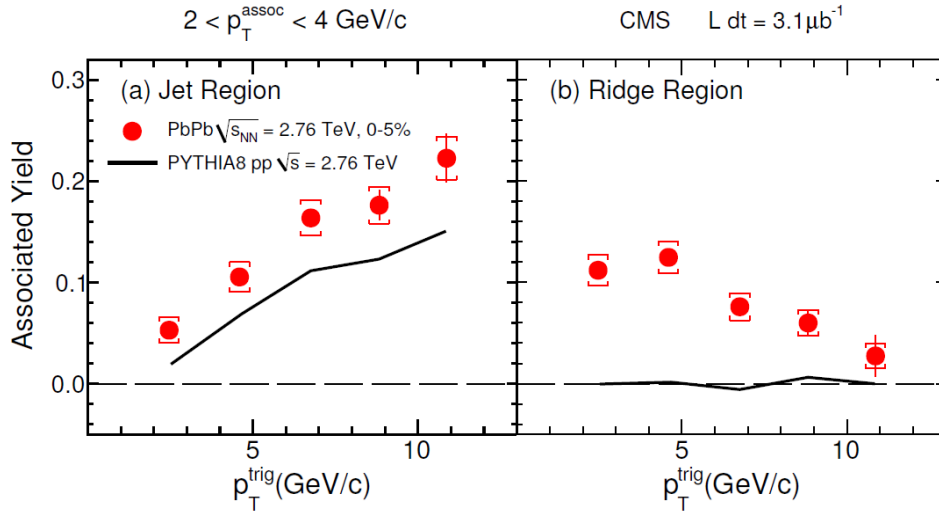 2 < p_T^assoc < 4 GeV/c
CMS L dt = 3.1μb⁻¹
Associated Yield
0.3
0.2
0.1
0.0
(a) Jet Region
PbPb √s_NN = 2.76 TeV, 0-5%
PYTHIA8 pp √s = 2.76 TeV
5
10
p_T^trig(GeV/c)
(b) Ridge Region
5
10
p_T^trig(GeV/c)